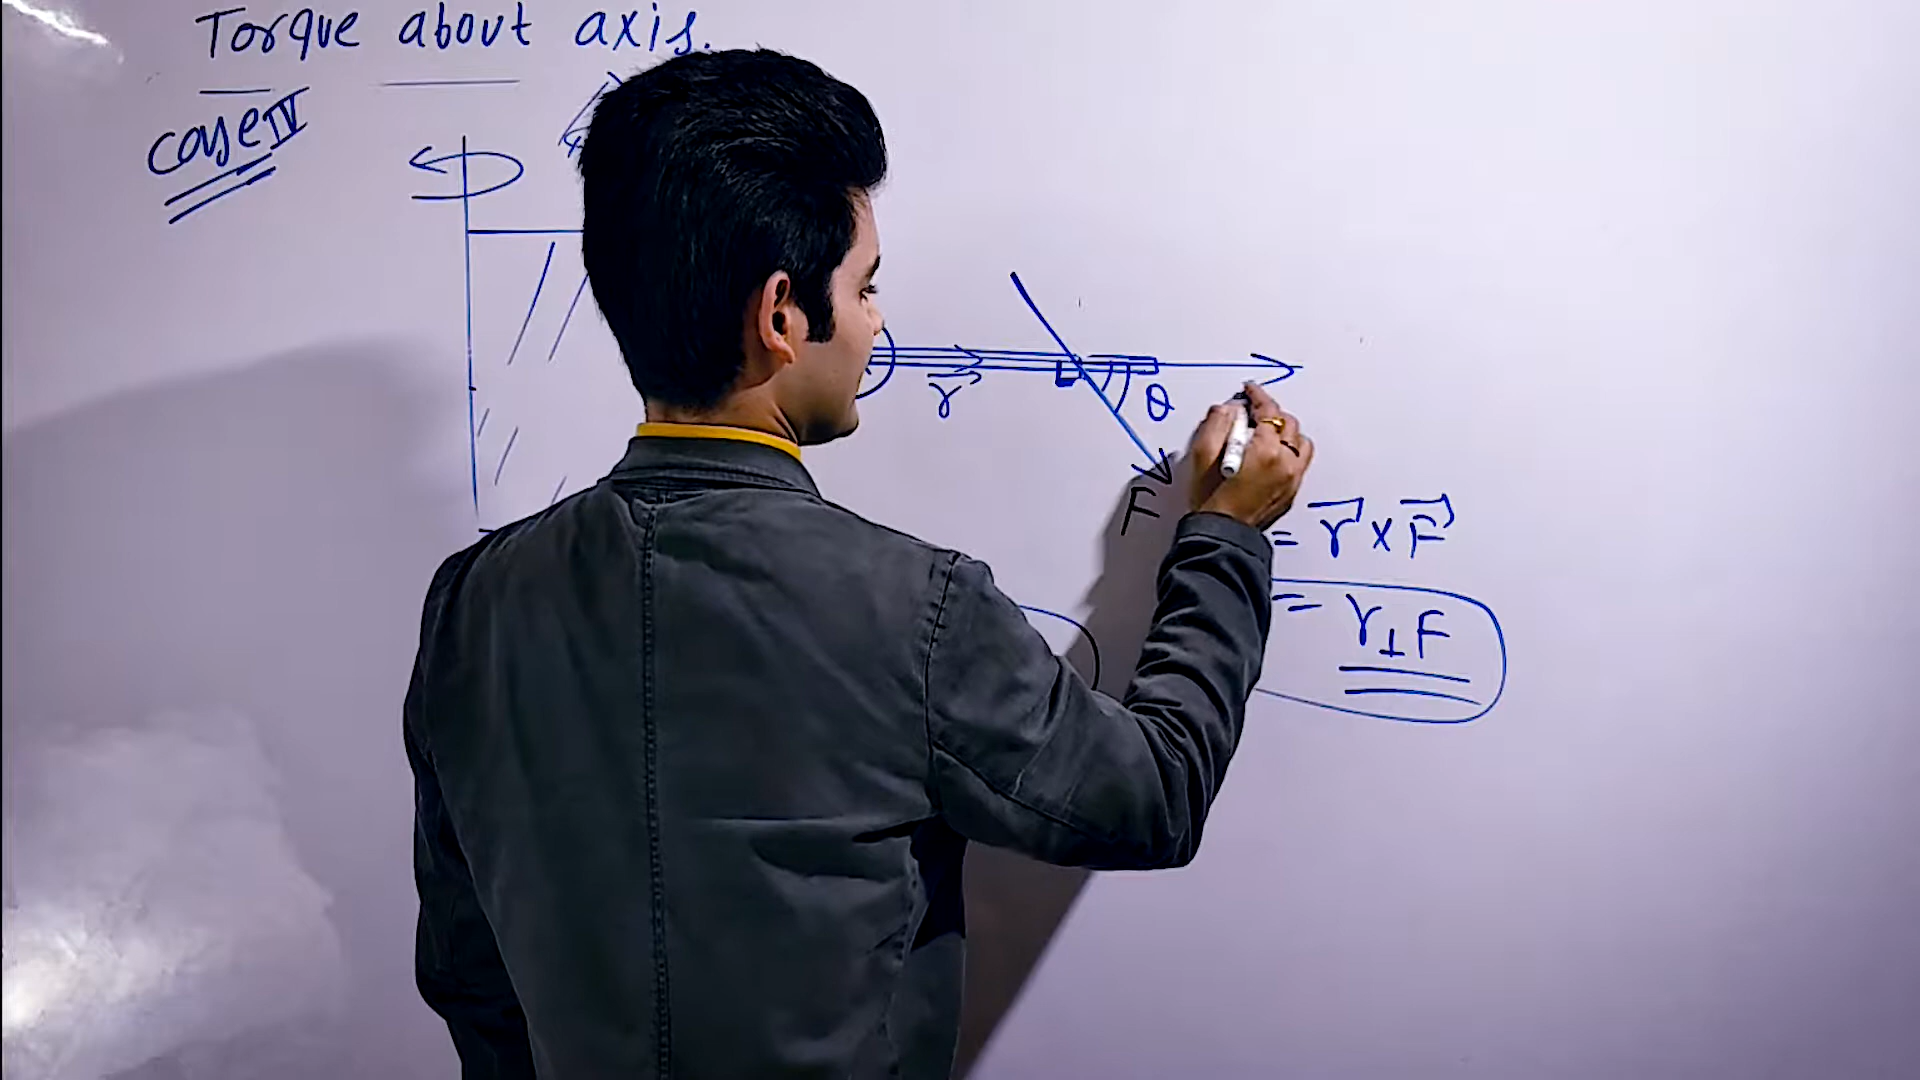 Torque about axis.
Case IV
r⃗
θ
F
= r⃗ × F⃗
= r⊥F